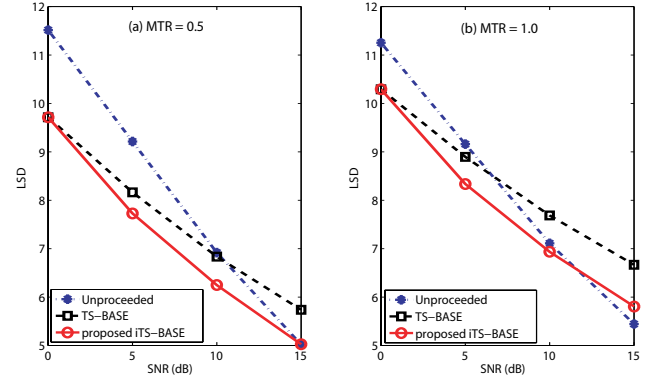 (a) MTR = 0.5
12
11
10
9
8
7
6
5
LSD
Unproceeded
TS−BASE
proposed iTS−BASE
0
5
10
15
SNR (dB)
(b) MTR = 1.0
12
11
10
9
8
7
6
5
LSD
Unproceeded
TS−BASE
proposed iTS−BASE
0
5
10
15
SNR (dB)